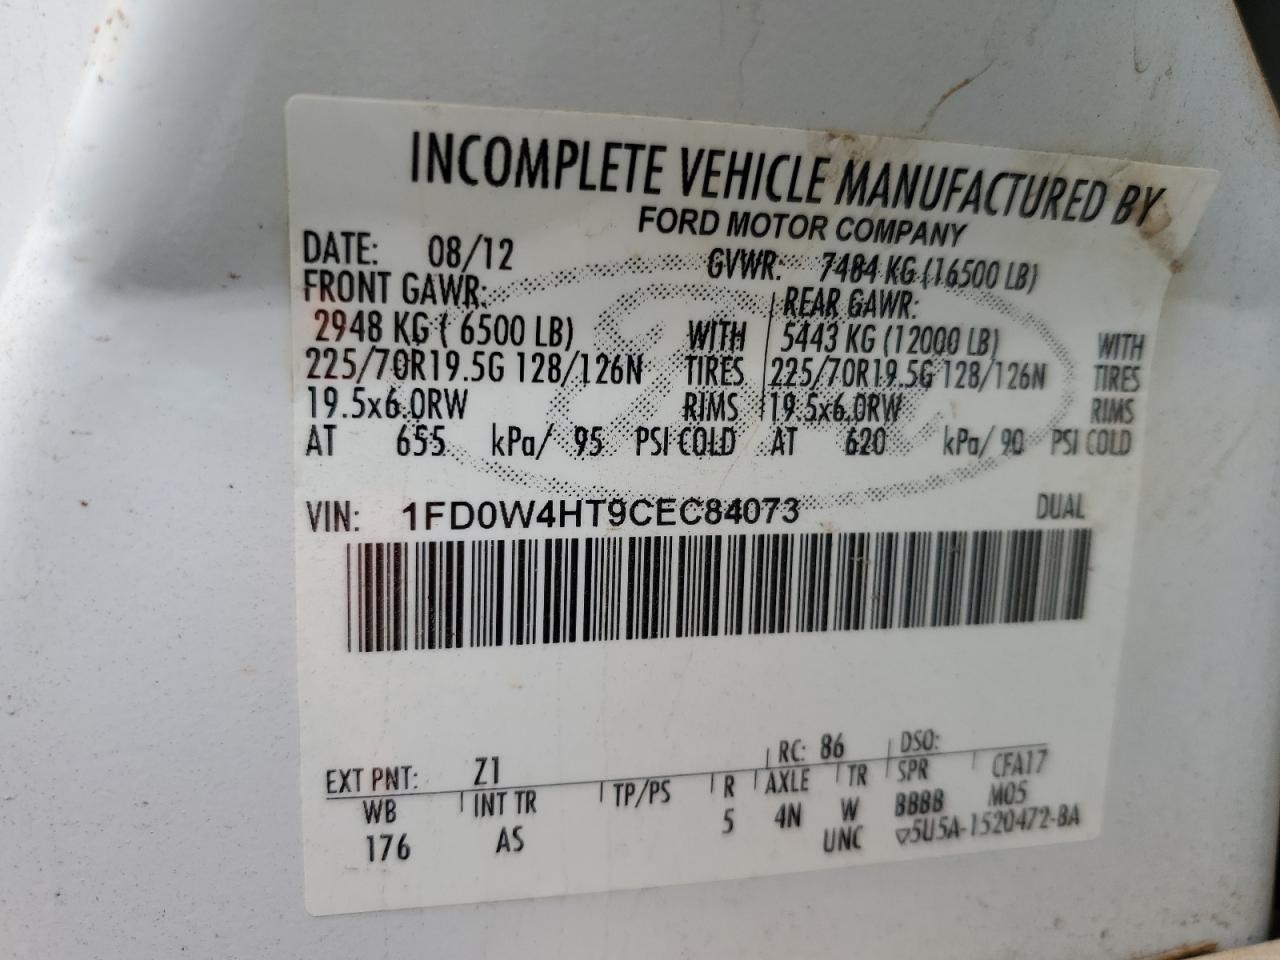 INCOMPLETE VEHICLE MANUFACTURED BY
FORD MOTOR COMPANY
DATE: 08/12 GVWR: 7484 KG (16500 LB)
FRONT GAWR: REAR GAWR:
2948 KG ( 6500 LB) WITH 5443 KG (12000 LB) WITH
225/70R19.5G 128/126N TIRES 225/70R19.5G 128/126N TIRES
19.5x6.0RW RIMS 19.5x6.0RW RIMS
AT 655 kPa/ 95 PSI COLD AT 620 kPa/ 90 PSI COLD
VIN: 1FD0W4HT9CEC84073 DUAL
EXT PNT: Z1 RC: 86 DSO:
WB INT TR TP/PS R AXLE TR SPR CFA17
176 AS 5 4N W BBBB M05
UNC ▽5U5A-1520472-BA